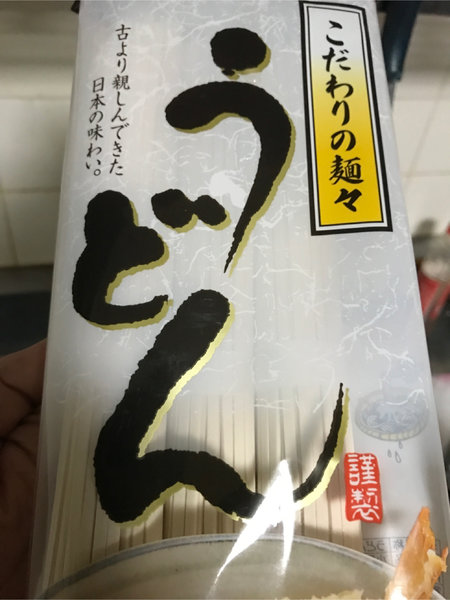 こだわりの麺々
うどん
古より親しんできた
日本の味わい。
謹製